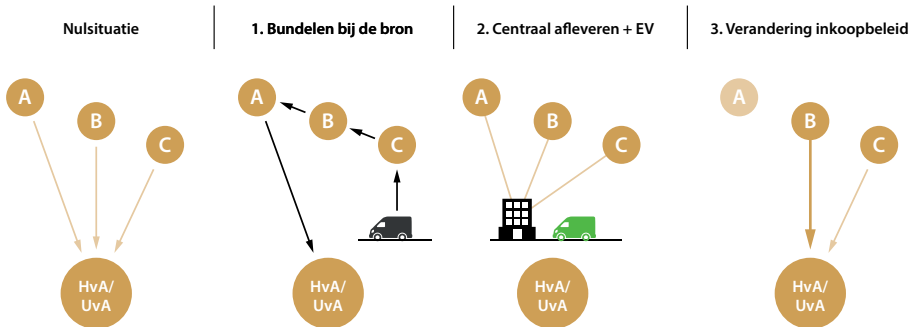 Nulsituatie
1. Bundelen bij de bron
2. Centraal afleveren + EV
3. Verandering inkoopbeleid
A
B
C
HvA/
UvA
A
B
C
HvA/
UvA
A
B
C
HvA/
UvA
A
B
C
HvA/
UvA